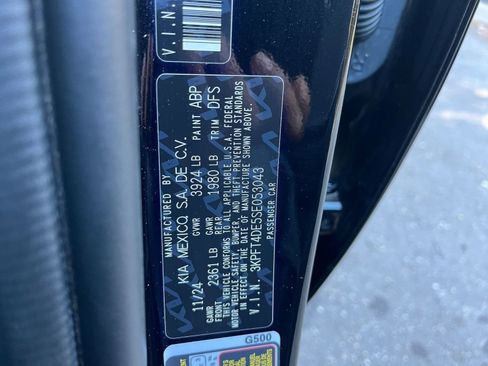 V.I.N.
MANUFACTURED BY
KIA MEXICO S.A. DE C.V.
11/24 GVWR 3924 LB PAINT ABP
GAWR FRONT 2361 LB GAWR REAR 1980 LB TRIM DFS
THIS VEHICLE CONFORMS TO ALL APPLICABLE U.S.A. FEDERAL
MOTOR VEHICLE SAFETY, BUMPER, AND THEFT PREVENTION STANDARDS
IN EFFECT ON THE DATE OF MANUFACTURE SHOWN ABOVE.
V.I.N. 3KPFT4DE5SE053043
PASSENGER CAR
G500